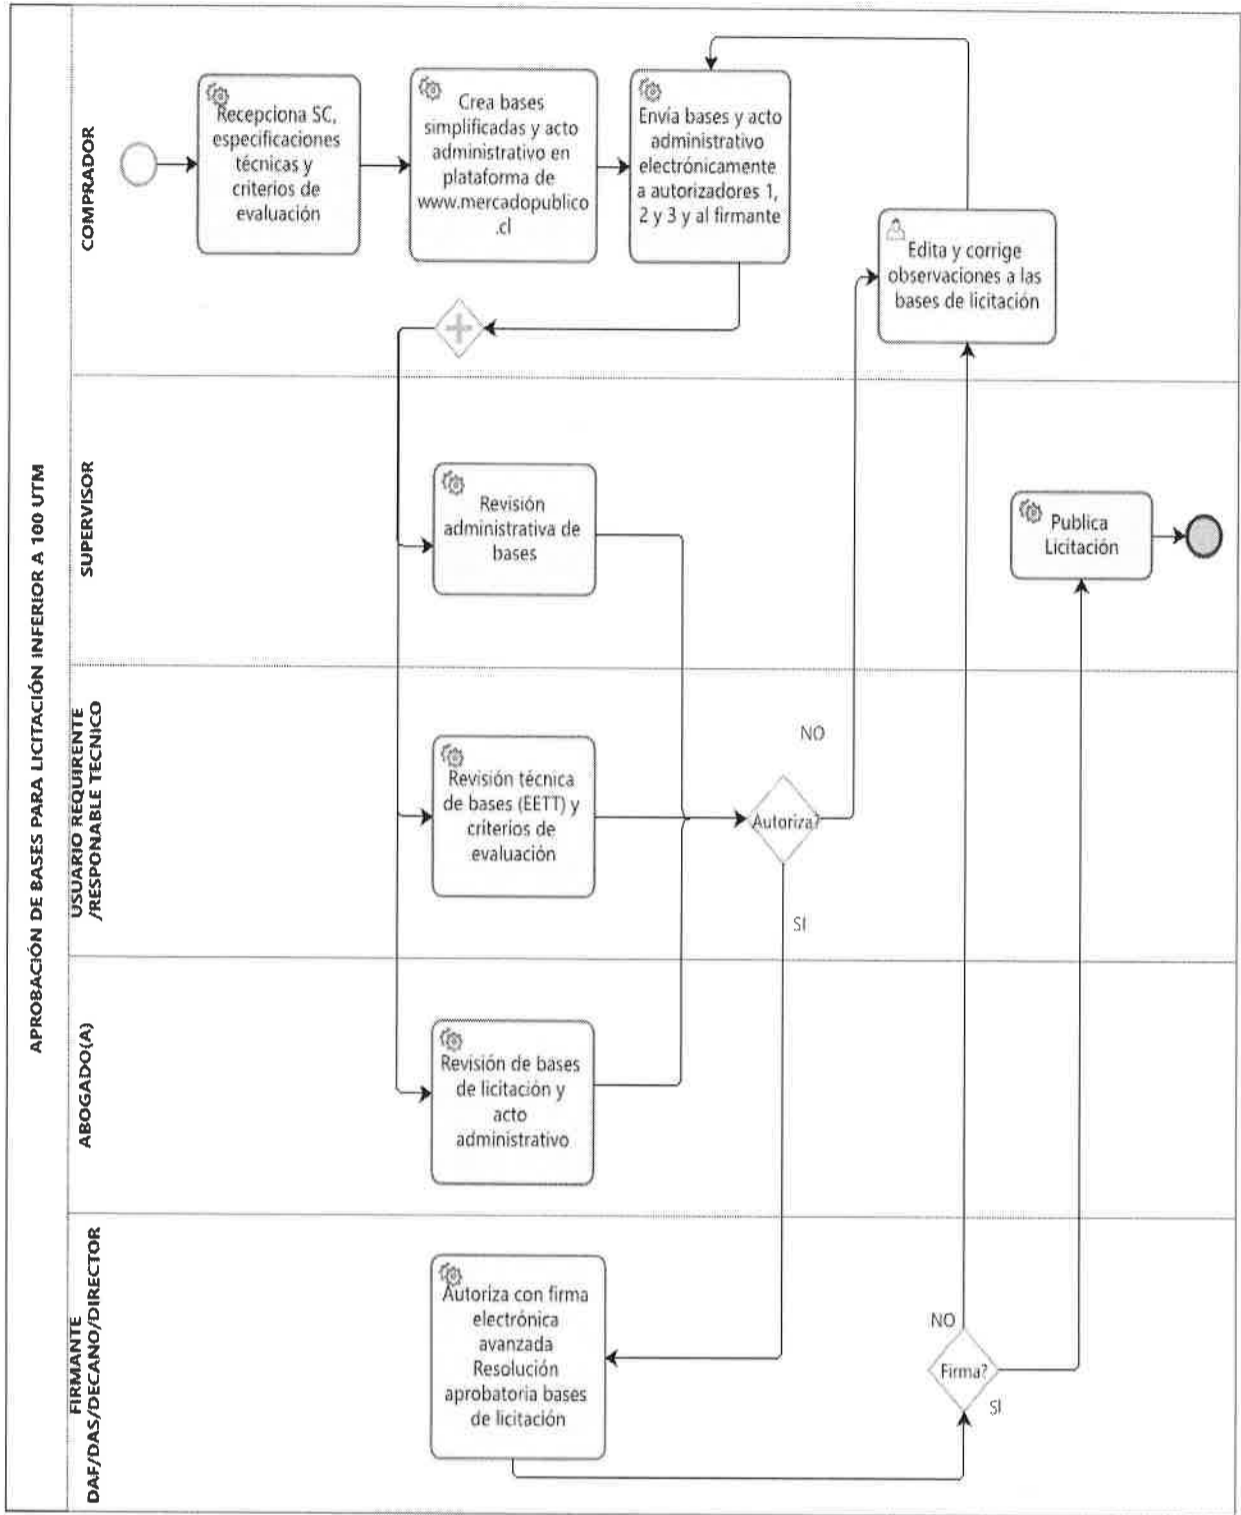 APROBACIÓN DE BASES PARA LICITACIÓN INFERIOR A 100 UTM
COMPRADOR
Recepciona SC,
especificaciones
técnicas y
criterios de
evaluación
Crea bases
simplificadas y acto
administrativo en
plataforma de
www.mercadopublico
.cl
Envía bases y acto
administrativo
electrónicamente
a autorizadores 1,
2 y 3 y al firmante
Edita y corrige
observaciones a las
bases de licitación
SUPERVISOR
Revisión
administrativa de
bases
Publica
Licitación
USUARIO REQUIRENTE
/RESPONABLE TECNICO
Revisión técnica
de bases (EETT) y
criterios de
evaluación
Autoriza?
NO
SI
ABOGADO(A)
Revisión de bases
de licitación y
acto
administrativo
FIRMANTE
DAF/DAS/DECANO/DIRECTOR
Autoriza con firma
electrónica
avanzada
Resolución
aprobatoria bases
de licitación
NO
Firma?
SI